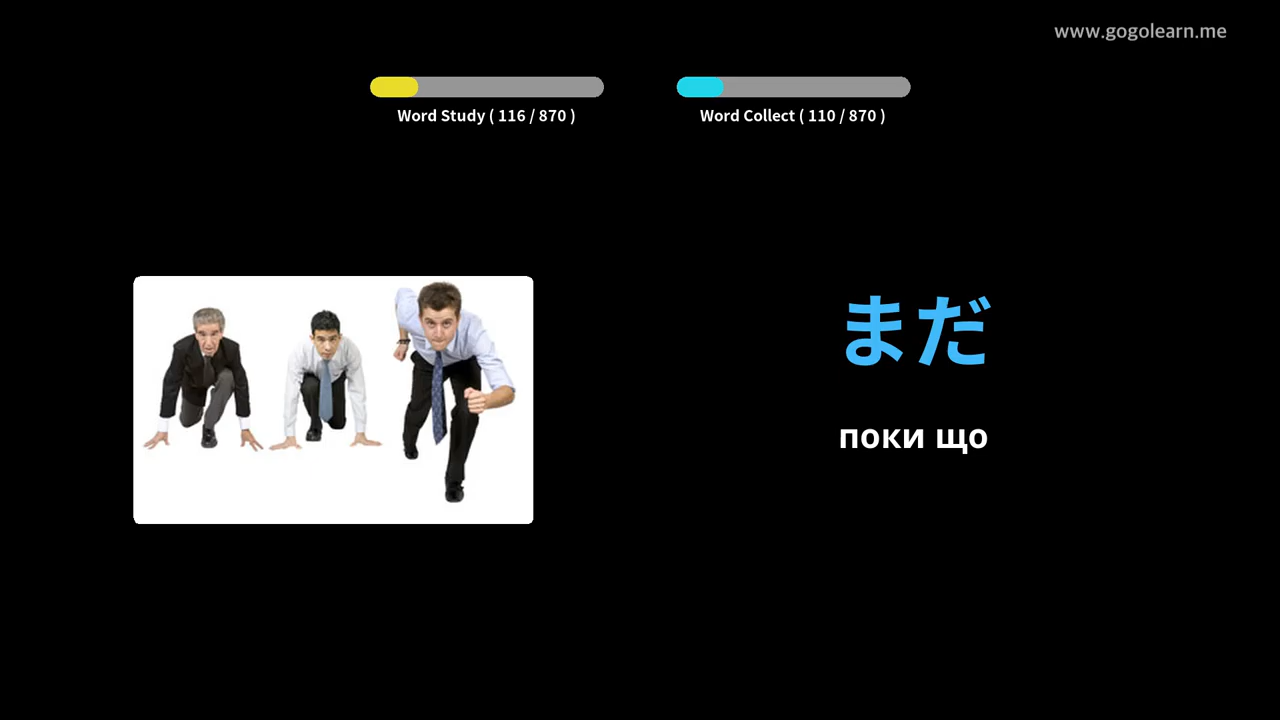 www.gogolearn.me
Word Study ( 116 / 870 )
Word Collect ( 110 / 870 )
まだ
поки що